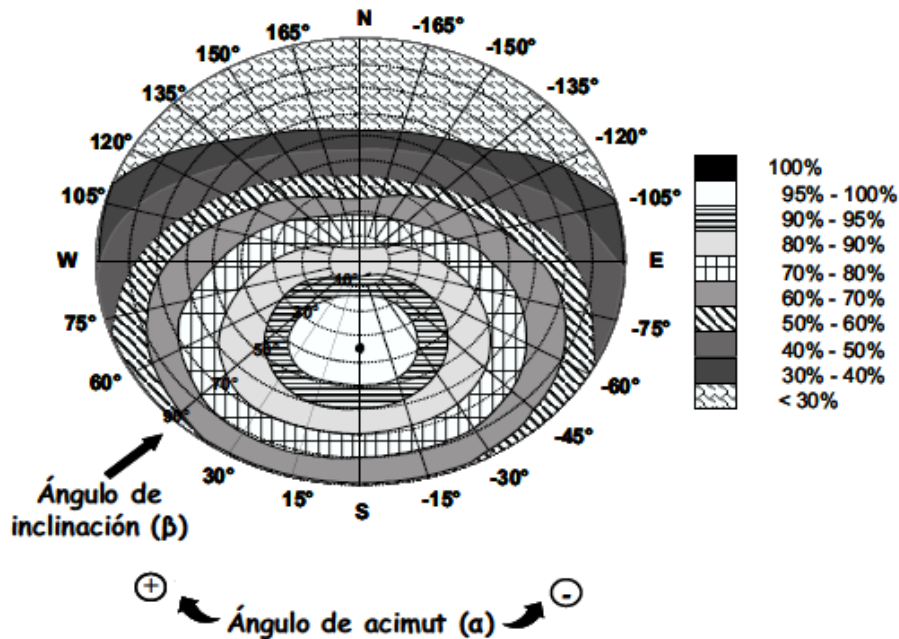 N
165°
-165°
150°
-150°
135°
-135°
120°
-120°
105°
-105°
W
E
75°
-75°
60°
-60°
-45°
30°
-30°
15°
-15°
S
10°
30°
50°
70°
90°
100%
95% - 100%
90% - 95%
80% - 90%
70% - 80%
60% - 70%
50% - 60%
40% - 50%
30% - 40%
< 30%
Ángulo de
inclinación (β)
+
Ángulo de acimut (α)
-